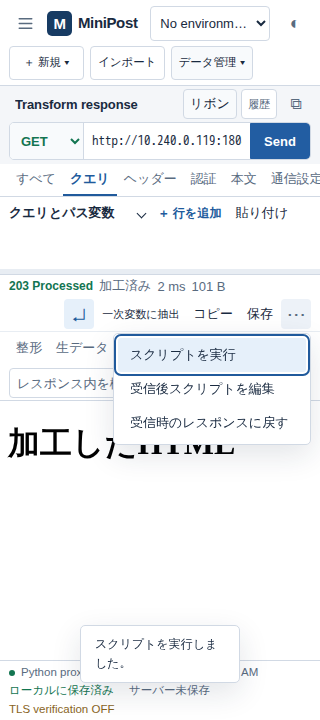 M MiniPost No environm…
＋ 新規 ▾ インポート データ管理 ▾
Transform response リボン 履歴
GET http://10.240.0.119:180 Send
すべて クエリ ヘッダー 認証 本文 通信設定
クエリとパス変数 + 行を追加 貼り付け
203 Processed 加工済み 2 ms 101 B
一次変数に抽出 コピー 保存 ⋯
整形 生データ
スクリプトを実行
レスポンス内を
受信後スクリプトを編集
受信時のレスポンスに戻す
加工したHTML
スクリプトを実行しま
した。
Python AM
ローカルに保存済み サーバー未保存
TLS verification OFF